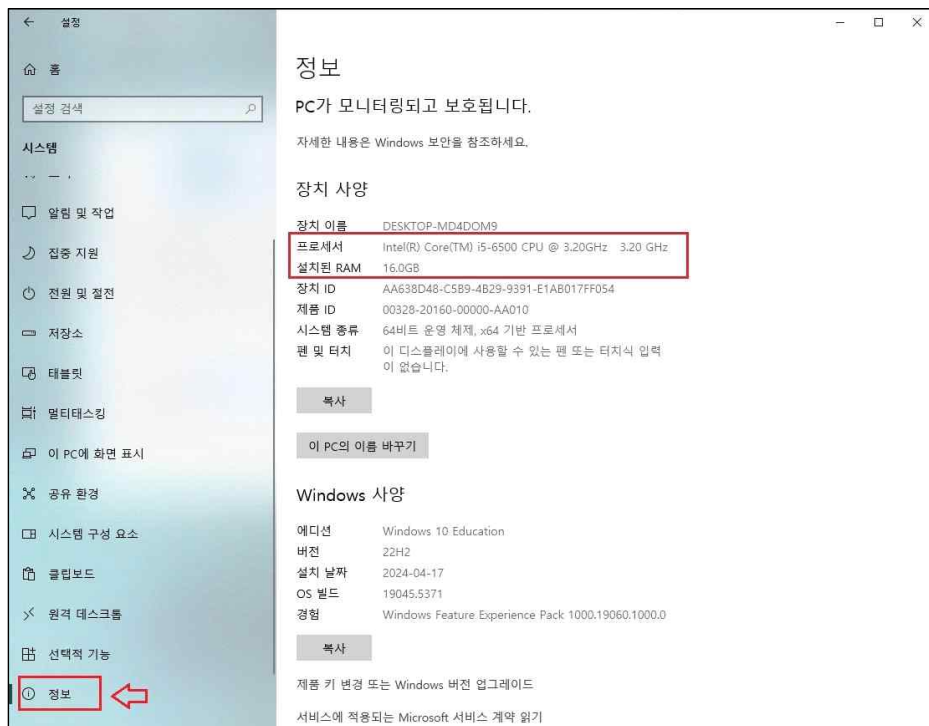 설정
홈
설정 검색
시스템
알림 및 작업
집중 지원
전원 및 절전
저장소
태블릿
멀티태스킹
이 PC에 화면 표시
공유 환경
시스템 구성 요소
클립보드
원격 데스크톱
선택적 기능
정보
정보
PC가 모니터링되고 보호됩니다.
자세한 내용은 Windows 보안을 참조하세요.
장치 사양
장치 이름 DESKTOP-MD4DOM9
프로세서 Intel(R) Core(TM) i5-6500 CPU @ 3.20GHz 3.20 GHz
설치된 RAM 16.0GB
장치 ID AA638D48-C5B9-4B29-9391-E1AB017FF054
제품 ID 00328-20160-00000-AA010
시스템 종류 64비트 운영 체제, x64 기반 프로세서
펜 및 터치 이 디스플레이에 사용할 수 있는 펜 또는 터치식 입력
이 없습니다.
복사
이 PC의 이름 바꾸기
Windows 사양
에디션 Windows 10 Education
버전 22H2
설치 날짜 2024-04-17
OS 빌드 19045.5371
경험 Windows Feature Experience Pack 1000.19060.1000.0
복사
제품 키 변경 또는 Windows 버전 업그레이드
서비스에 적용되는 Microsoft 서비스 계약 읽기